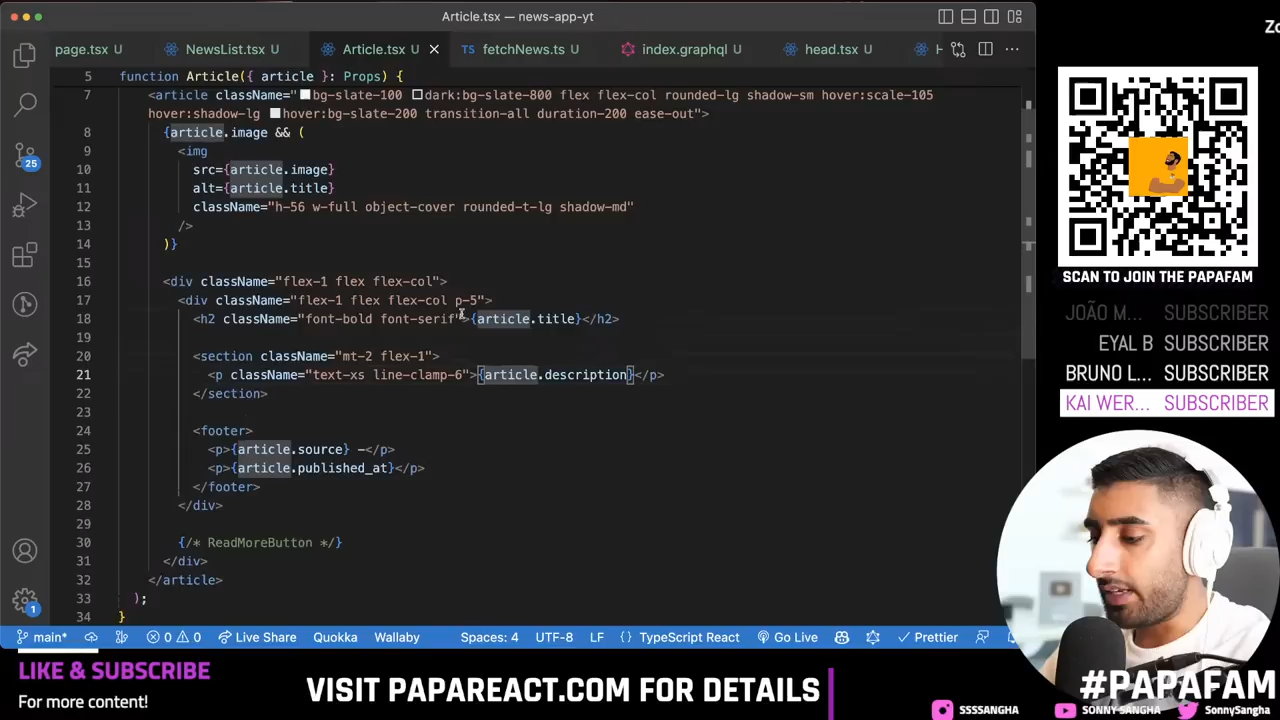 Article.tsx — news-app-yt
Zo
page.tsx U
NewsList.tsx U
Article.tsx U
TS fetchNews.ts U
index.graphql U
head.tsx U
5 function Article({ article }: Props) {
7 <article className="bg-slate-100 dark:bg-slate-800 flex flex-col rounded-lg shadow-sm hover:scale-105
hover:shadow-lg hover:bg-slate-200 transition-all duration-200 ease-out">
8 {article.image && (
9 <img
10 src={article.image}
11 alt={article.title}
12 className="h-56 w-full object-cover rounded-t-lg shadow-md"
13 />
14 )}
15
16 <div className="flex-1 flex flex-col">
17 <div className="flex-1 flex flex-col p-5">
18 <h2 className="font-bold font-serif">{article.title}</h2>
19
20 <section className="mt-2 flex-1">
21 <p className="text-xs line-clamp-6">{article.description}</p>
22 </section>
23
24 <footer>
25 <p>{article.source} –</p>
26 <p>{article.published_at}</p>
27 </footer>
28 </div>
29
30 {/* ReadMoreButton */}
31 </div>
32 </article>
33 );
34 }
25
1
main*
0 0
Live Share
Quokka
Wallaby
Spaces: 4
UTF-8
LF
{ } TypeScript React
Go Live
Prettier
SCAN TO JOIN THE PAPAFAM
JOÃO M... SUBSCRIBER
EYAL B SUBSCRIBER
BRUNO L... SUBSCRIBER
KAI WER... SUBSCRIBER
LIKE & SUBSCRIBE
For more content!
VISIT PAPAREACT.COM FOR DETAILS
#PAPAFAM
SSSSANGHA
SONNY SANGHA
SonnySangha